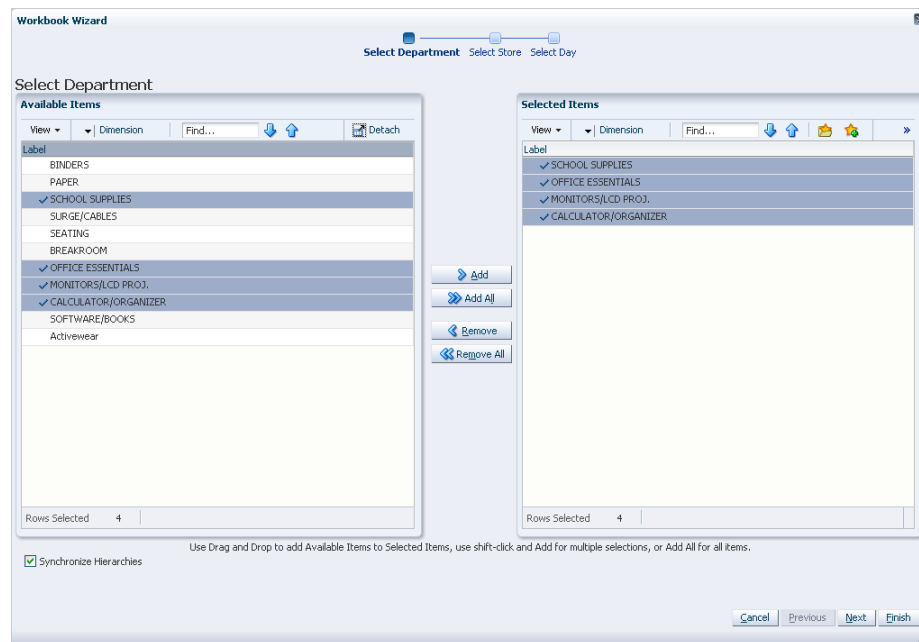 Workbook Wizard
Select Department Select Store Select Day
Select Department
Available Items
View Dimension Find... Detach
Label
BINDERS
PAPER
SCHOOL SUPPLIES
SURGE/CABLES
SEATING
BREAKROOM
OFFICE ESSENTIALS
MONITORS/LCD PROJ.
CALCULATOR/ORGANIZER
SOFTWARE/BOOKS
Activewear
Rows Selected 4
Add
Add All
Remove
Remove All
Selected Items
View Dimension Find... »
Label
SCHOOL SUPPLIES
OFFICE ESSENTIALS
MONITORS/LCD PROJ.
CALCULATOR/ORGANIZER
Rows Selected 4
Use Drag and Drop to add Available Items to Selected Items, use shift-click and Add for multiple selections, or Add All for all items.
Synchronize Hierarchies
Cancel Previous Next Finish